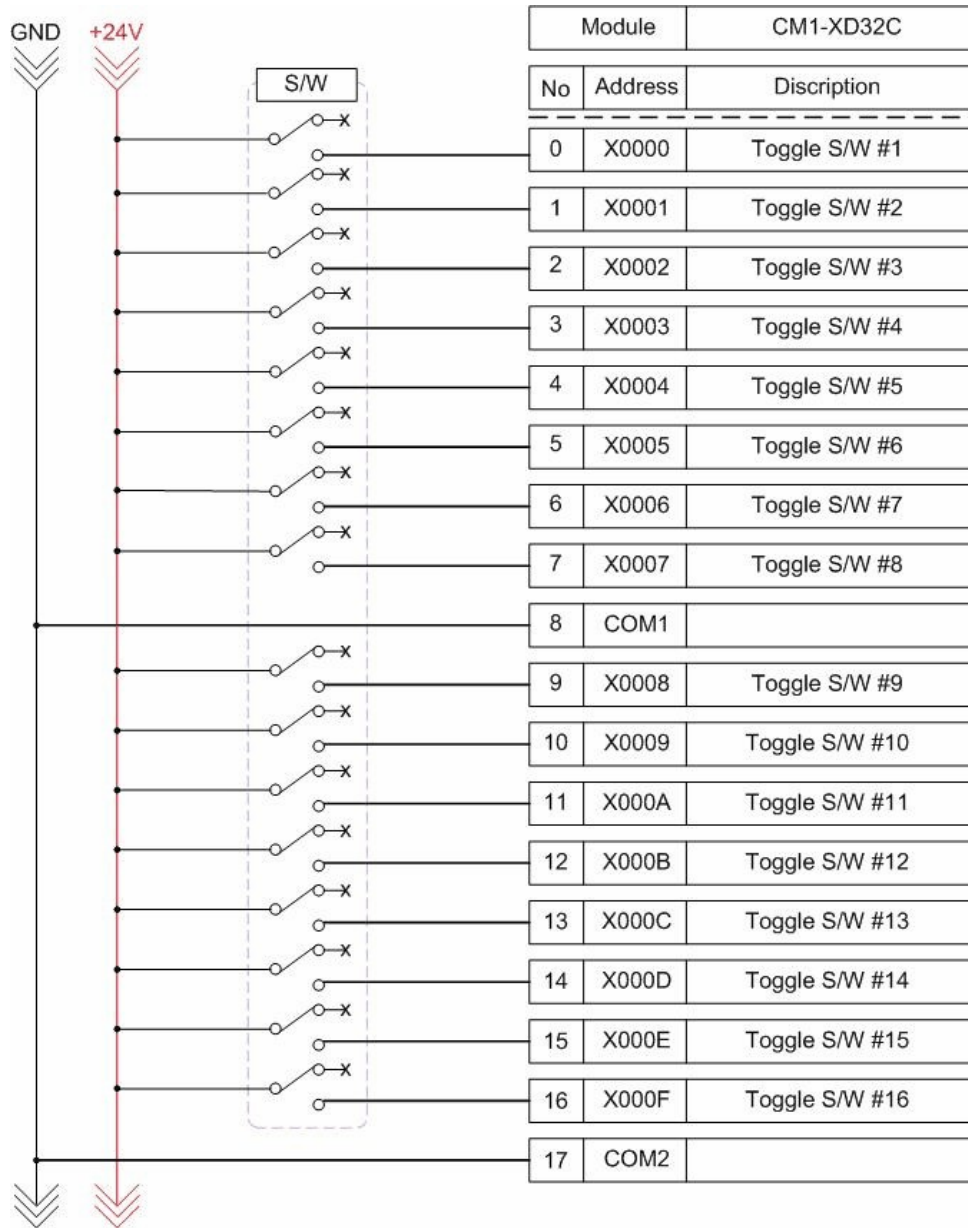 GND +24V
Module CM1-XD32C
S/W
No Address Discription
0 X0000 Toggle S/W #1
1 X0001 Toggle S/W #2
2 X0002 Toggle S/W #3
3 X0003 Toggle S/W #4
4 X0004 Toggle S/W #5
5 X0005 Toggle S/W #6
6 X0006 Toggle S/W #7
7 X0007 Toggle S/W #8
8 COM1
9 X0008 Toggle S/W #9
10 X0009 Toggle S/W #10
11 X000A Toggle S/W #11
12 X000B Toggle S/W #12
13 X000C Toggle S/W #13
14 X000D Toggle S/W #14
15 X000E Toggle S/W #15
16 X000F Toggle S/W #16
17 COM2